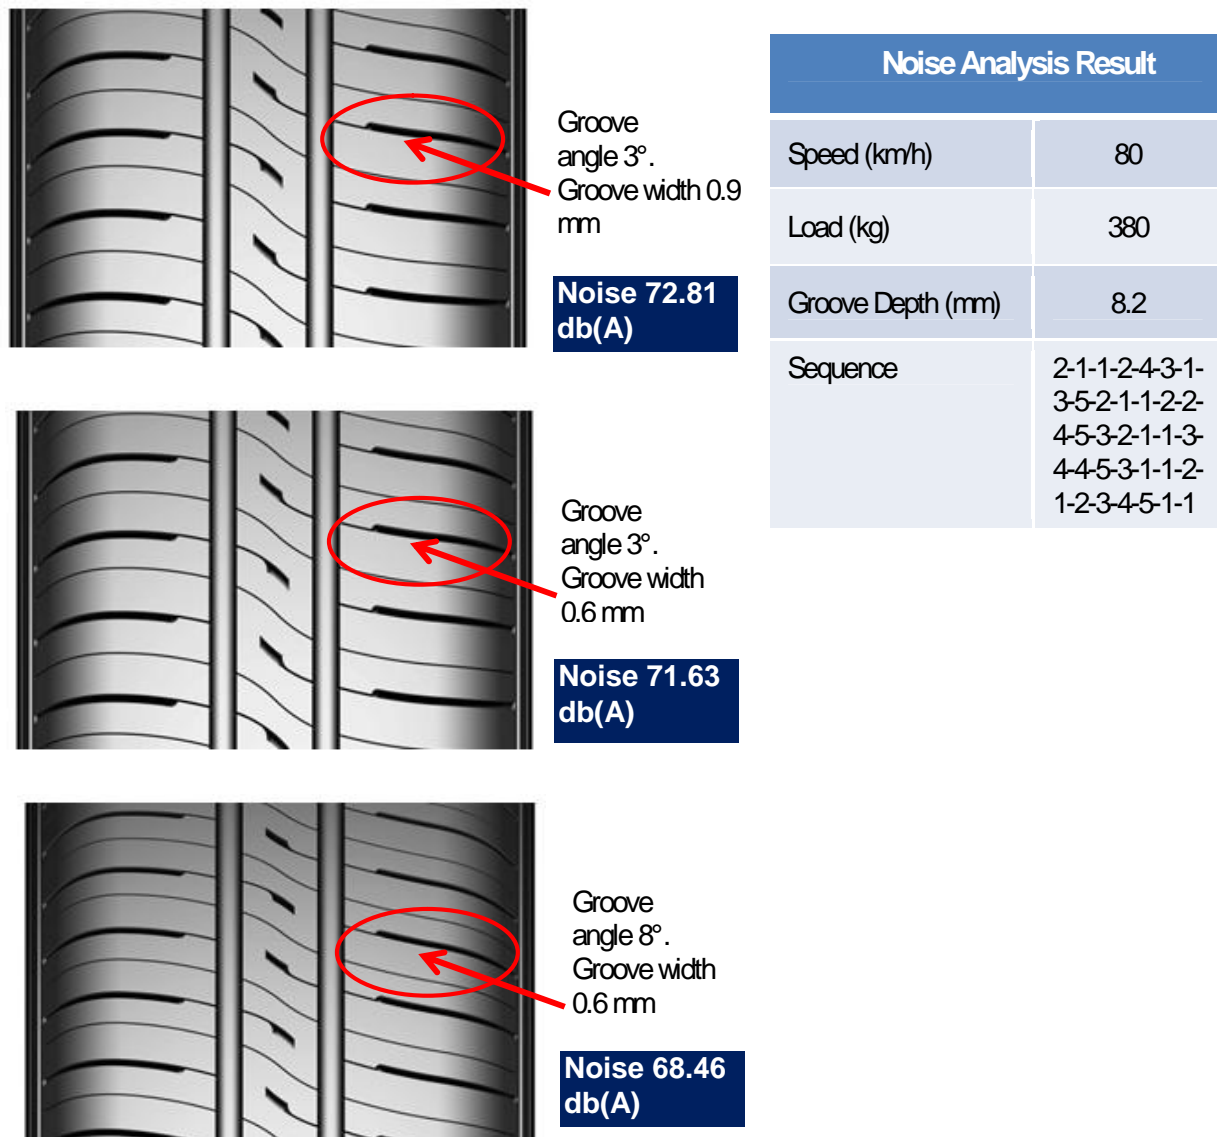 Groove
angle 3°.
Groove width 0.9
mm
Noise 72.81
db(A)
Noise Analysis Result
Speed (km/h) 80
Load (kg) 380
Groove Depth (mm) 8.2
Sequence 2-1-1-2-4-3-1-
3-5-2-1-1-2-2-
4-5-3-2-1-1-3-
4-4-5-3-1-1-2-
1-2-3-4-5-1-1
Groove
angle 3°.
Groove width
0.6 mm
Noise 71.63
db(A)
Groove
angle 8°.
Groove width
0.6 mm
Noise 68.46
db(A)